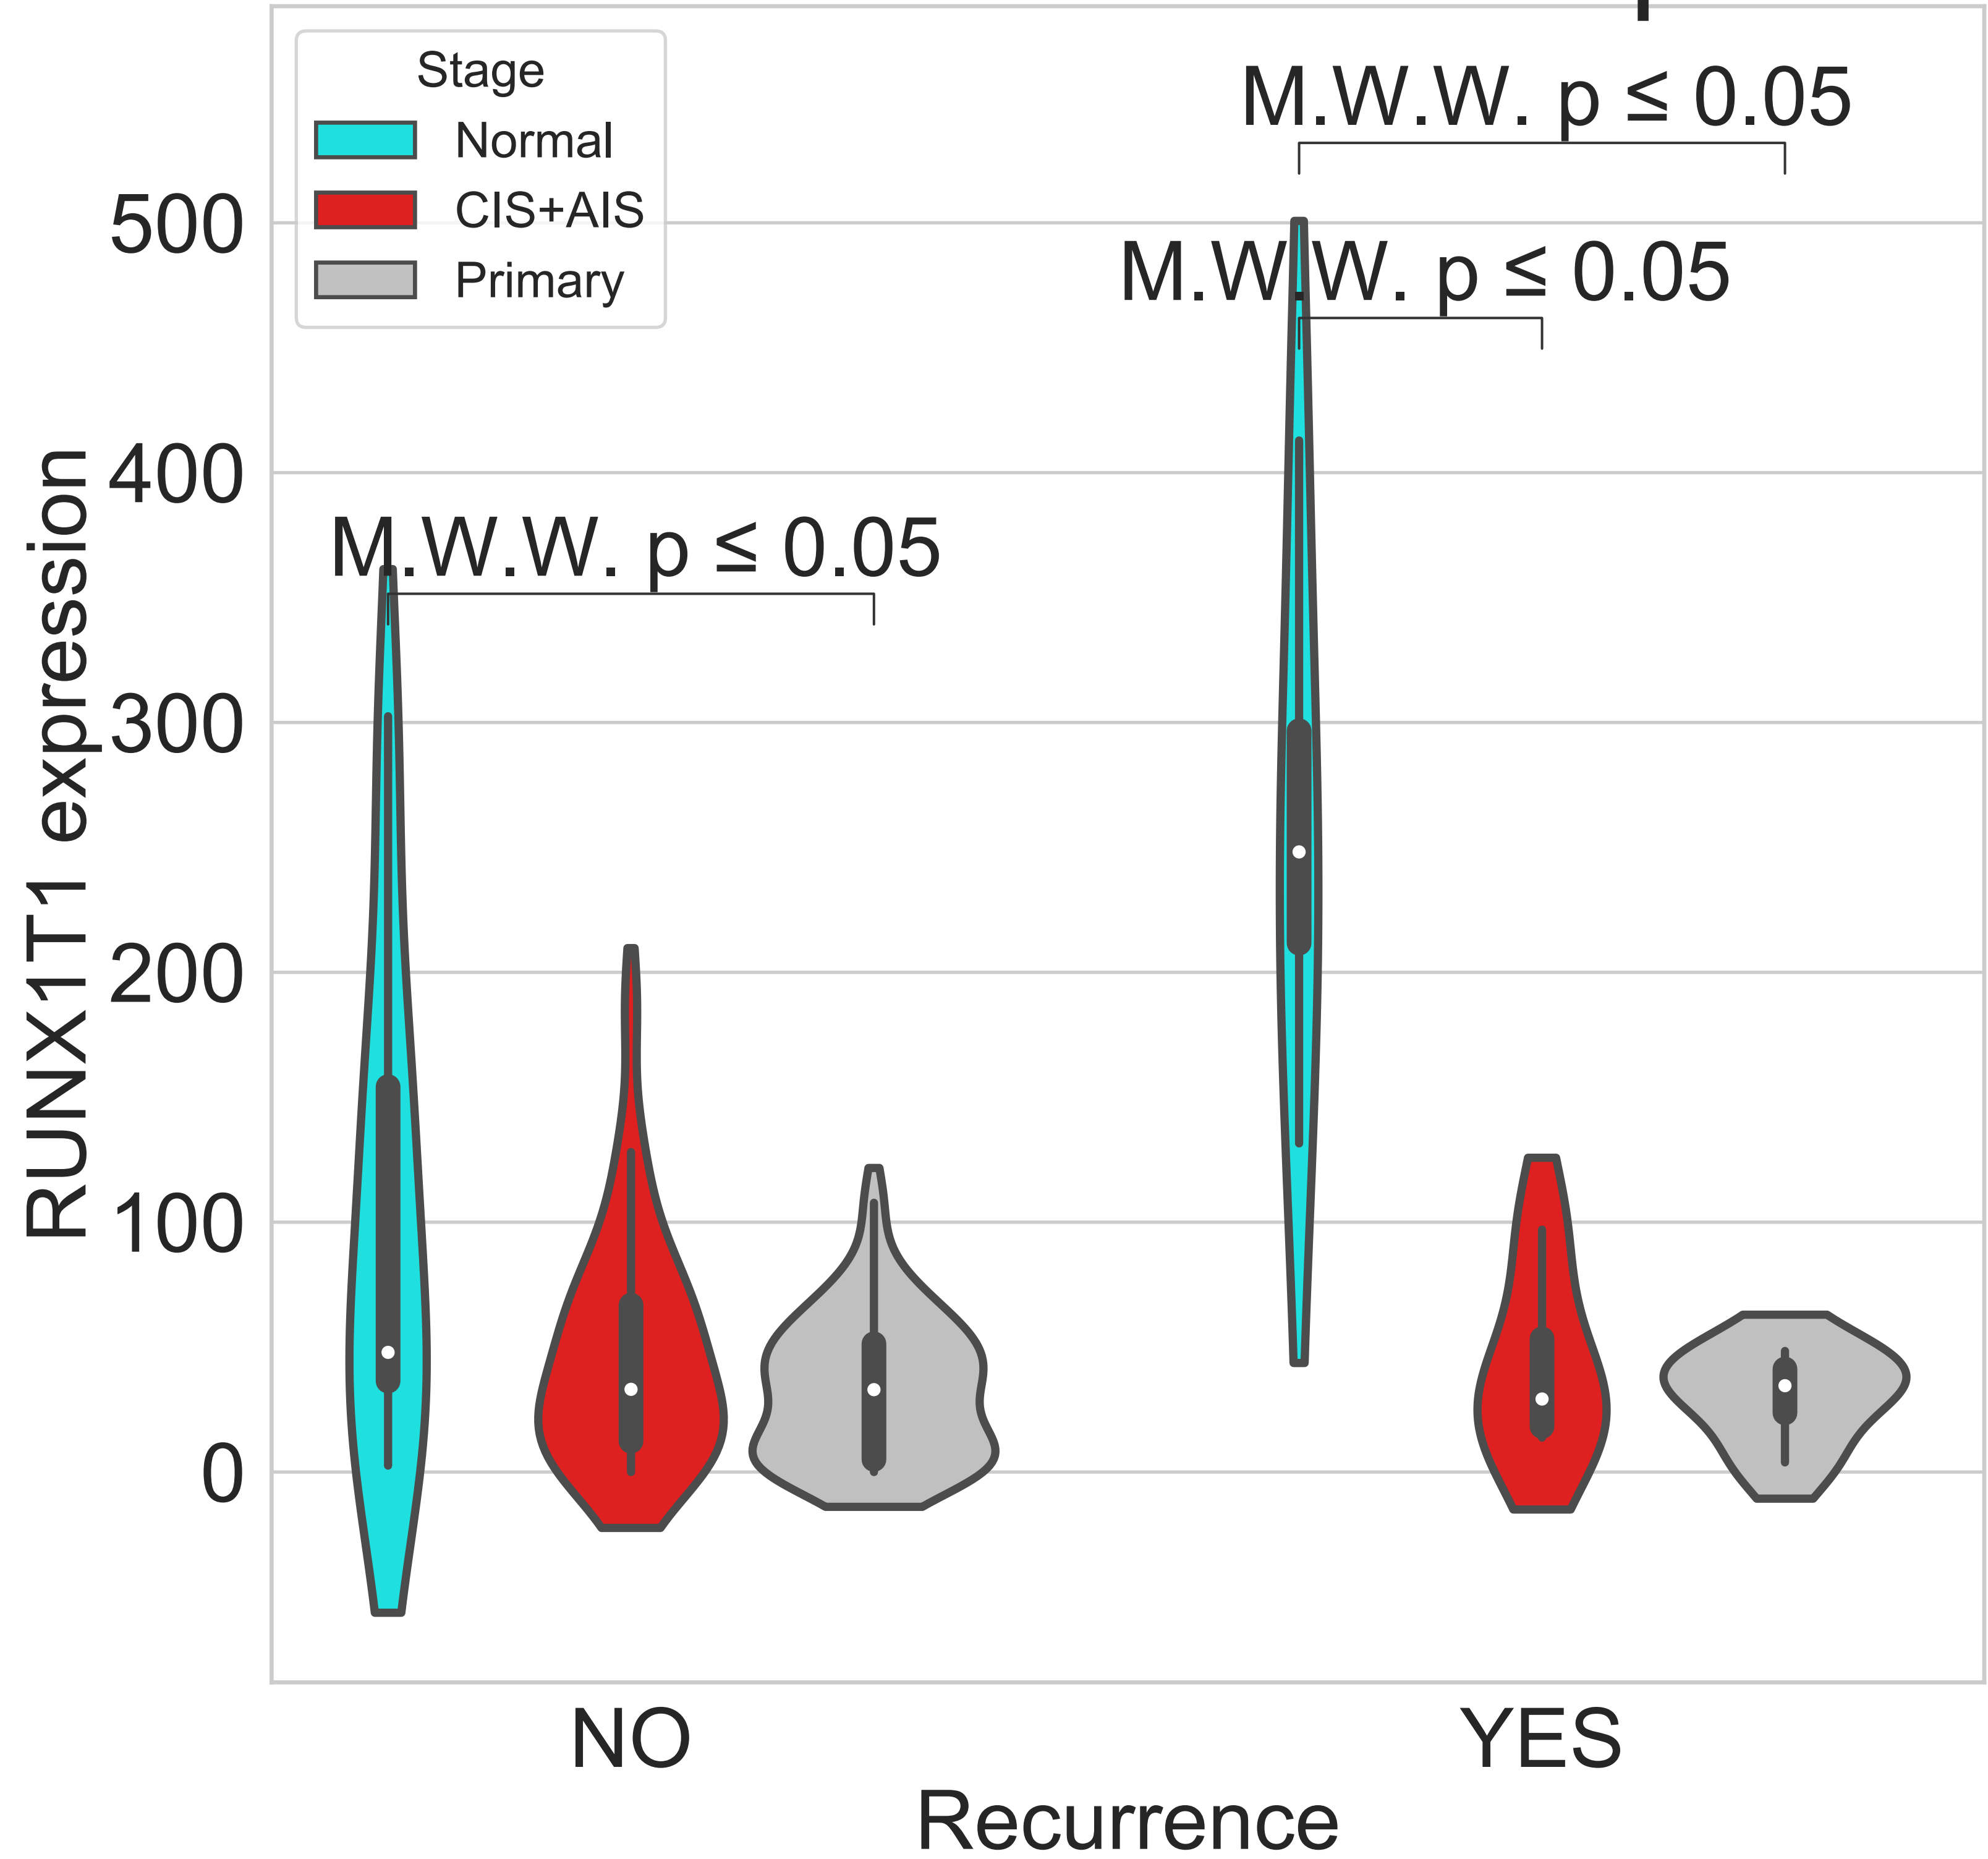 Stage
Normal
CIS+AIS
Primary
M.W.W. p ≤ 0.05
M.W.W. p ≤ 0.05
M.W.W. p ≤ 0.05
500
400
300
200
100
0
RUNX1T1 expression
NO
YES
Recurrence